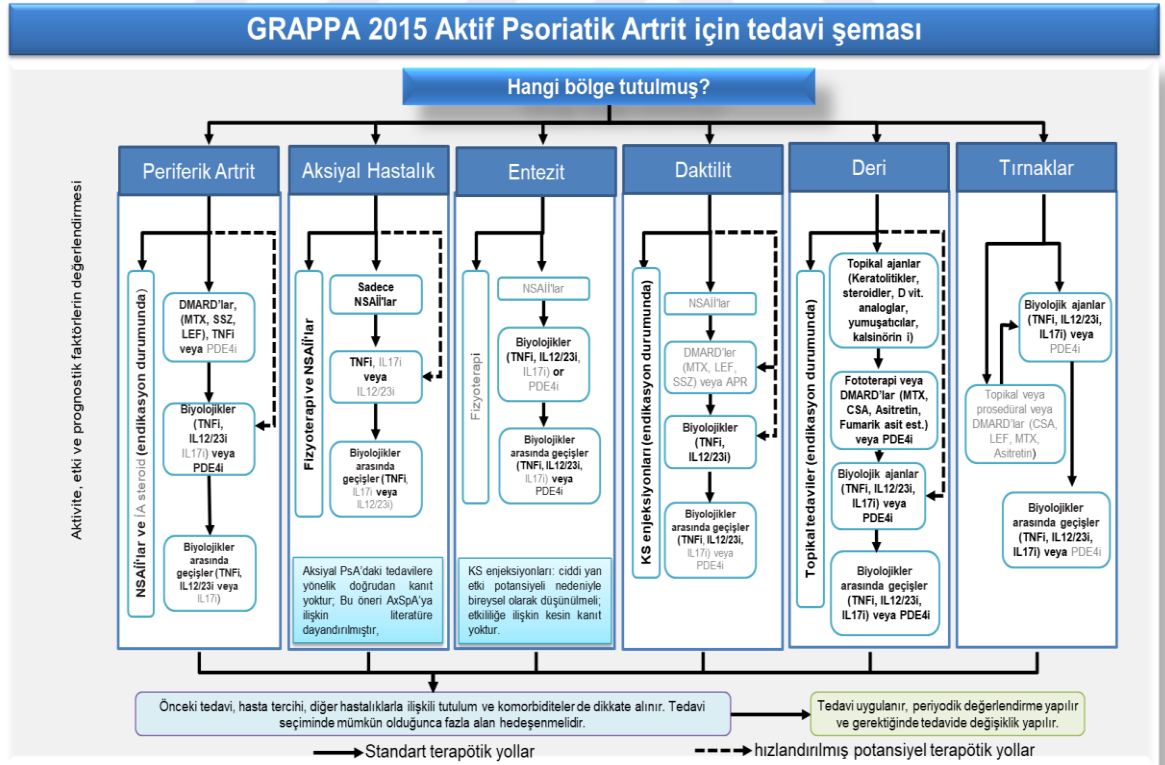 GRAPPA 2015 Aktif Psoriatik Artrit için tedavi şeması
Hangi bölge tutulmuş?
Aktivite, etki ve prognostik faktörlerin değerlendirmesi
Periferik Artrit
NSAİİ'lar ve İA steroid (endikasyon durumunda)
DMARD'lar,
(MTX, SSZ,
LEF), TNFi
veya PDE4i
Biyolojikler
(TNFi,
IL12/23i
IL17i) veya
PDE4i
Biyolojikler
arasında
geçişler (TNFi,
IL12/23i veya
IL17i)
Aksiyal Hastalık
Fizyoterapi ve NSAİİ'lar
Sadece
NSAİİ'lar
TNFi, IL17i
veya
IL12/23i
Biyolojikler
arasında
geçişler (TNFi,
IL17i veya
IL12/23i)
Aksiyal PsA'daki tedavilere
yönelik doğrudan kanıt
yoktur; Bu öneri AxSpA'ya
ilişkin literatüre
dayandırılmıştır,
Entezit
Fizyoterapi
NSAİİ'lar
Biyolojikler
(TNFi, IL12/23i,
IL17i) or
PDE4i
Biyolojikler
arasında geçişler
(TNFi, IL12/23i,
IL17i) veya
PDE4i
KS enjeksiyonları: ciddi yan
etki potansiyeli nedeniyle
bireysel olarak düşünülmeli;
etkililiğe ilişkin kesin kanıt
yoktur.
Daktilit
KS enjeksiyonları (endikasyon durumunda)
NSAİİ'lar
DMARD'ler
(MTX, LEF,
SSZ) veya APR
Biyolojikler
(TNFi,
IL12/23i)
Biyolojikler
arasında geçişler
(TNFi, IL12/23i,
IL17i) veya
PDE4i
Deri
Topikal tedaviler (endikasyon durumunda)
Topikal ajanlar
(Keratolitikler,
steroidler, D vit.
analoglar,
yumuşatıcılar,
kalsinörin i)
Fototerapi veya
DMARD'lar (MTX,
CSA, Asitretin,
Fumarik asit est.)
veya PDE4i
Biyolojik ajanlar
(TNFi, IL12/23i,
IL17i) veya
PDE4i
Biyolojikler
arasında geçişler
(TNFi, IL12/23i,
IL17i) veya PDE4i
Tırnaklar
Biyolojik ajanlar
(TNFi, IL12/23i,
IL17i) veya
PDE4i
Topikal veya
prosedüral veya
DMARD'lar (CSA,
LEF, MTX,
Asitretin)
Biyolojikler
arasında geçişler
(TNFi, IL12/23i,
IL17i) veya PDE4i
Önceki tedavi, hasta tercihi, diğer hastalıklarla ilişkili tutulum ve komorbiditeler de dikkate alınır. Tedavi
seçiminde mümkün olduğunca fazla alan hedeşenmelidir.
Tedavi uygulanır, periyodik değerlendirme yapılır
ve gerektiğinde tedavide değişiklik yapılır.
Standart terapötik yollar
hızlandırılmış potansiyel terapötik yollar